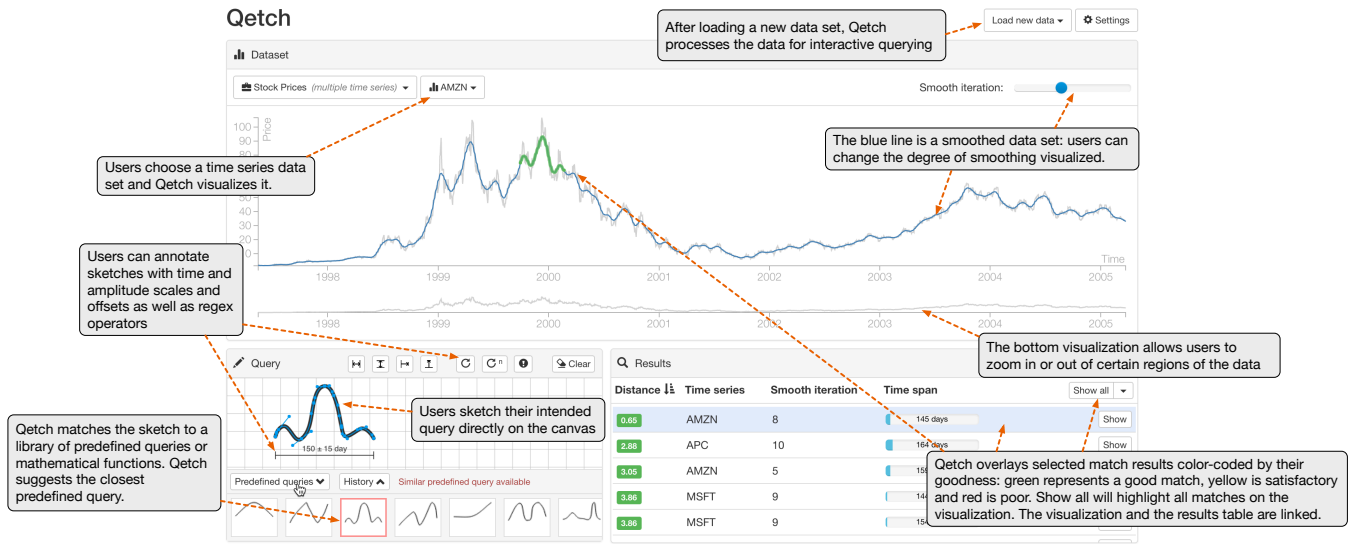 Qetch
After loading a new data set, Qetch
processes the data for interactive querying
Load new data
Settings
Dataset
Stock Prices (multiple time series)
AMZN
Smooth iteration:
Price
100
90
80
The blue line is a smoothed data set: users can
change the degree of smoothing visualized.
Users choose a time series data
set and Qetch visualizes it.
50
40
30
20
0
Time
1998
1999
2000
2001
2002
2003
2004
2005
Users can annotate
sketches with time and
amplitude scales and
offsets as well as regex
operators
1998
1999
2000
2001
2002
2003
2004
2005
The bottom visualization allows users to
zoom in or out of certain regions of the data
Query
n
Clear
Users sketch their intended
query directly on the canvas
150 ± 15 day
Qetch matches the sketch to a
library of predefined queries or
mathematical functions. Qetch
suggests the closest
predefined query.
Predefined queries
History
Similar predefined query available
Results
Distance
Time series
Smooth iteration
Time span
Show all
0.65
AMZN
8
145 days
Show
2.88
APC
10
164 days
Show
3.05
AMZN
5
3.86
MSFT
9
3.86
MSFT
9
Qetch overlays selected match results color-coded by their
goodness: green represents a good match, yellow is satisfactory
and red is poor. Show all will highlight all matches on the
visualization. The visualization and the results table are linked.